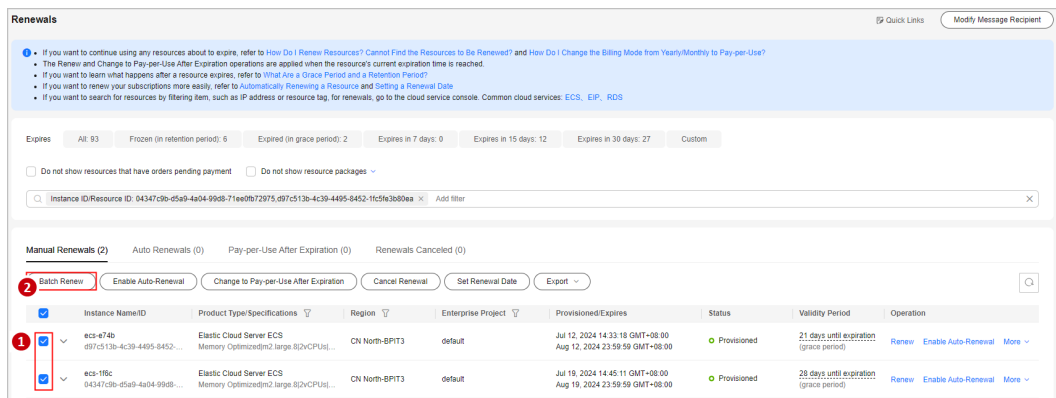 Renewals
Quick Links
Modify Message Recipient
If you want to continue using any resources about to expire, refer to How Do I Renew Resources? Cannot Find the Resources to Be Renewed? and How Do I Change the Billing Mode from Yearly/Monthly to Pay-per-Use?
The Renew and Change to Pay-per-Use After Expiration operations are applied when the resource's current expiration time is reached.
If you want to learn what happens after a resource expires, refer to What Are a Grace Period and a Retention Period?
If you want to renew your subscriptions more easily, refer to Automatically Renewing a Resource and Setting a Renewal Date
If you want to search for resources by filtering item, such as IP address or resource tag, for renewals, go to the cloud service console. Common cloud services: ECS、EIP、RDS
Expires All: 93 Frozen (in retention period): 6 Expired (in grace period): 2 Expires in 7 days: 0 Expires in 15 days: 12 Expires in 30 days: 27 Custom
Do not show resources that have orders pending payment Do not show resource packages
Instance ID/Resource ID: 04347c9b-d5a9-4a04-99d8-71ee0fb72975,d97c513b-4c39-4495-8452-1fc5fe3b80ea × Add filter
Manual Renewals (2) Auto Renewals (0) Pay-per-Use After Expiration (0) Renewals Canceled (0)
2 Batch Renew Enable Auto-Renewal Change to Pay-per-Use After Expiration Cancel Renewal Set Renewal Date Export
Instance Name/ID Product Type/Specifications Region Enterprise Project Provisioned/Expires Status Validity Period Operation
1 ecs-e74b Elastic Cloud Server ECS CN North-BPIT3 default Jul 12, 2024 14:33:18 GMT+08:00 Provisioned 21 days until expiration Renew Enable Auto-Renewal More
d97c513b-4c39-4495-8452-... Memory Optimized|m2.large.8|2vCPUs|... Aug 12, 2024 23:59:59 GMT+08:00 (grace period)
ecs-1f6c Elastic Cloud Server ECS CN North-BPIT3 default Jul 19, 2024 14:45:11 GMT+08:00 Provisioned 28 days until expiration Renew Enable Auto-Renewal More
04347c9b-d5a9-4a04-99d8-... Memory Optimized|m2.large.8|2vCPUs|... Aug 19, 2024 23:59:59 GMT+08:00 (grace period)